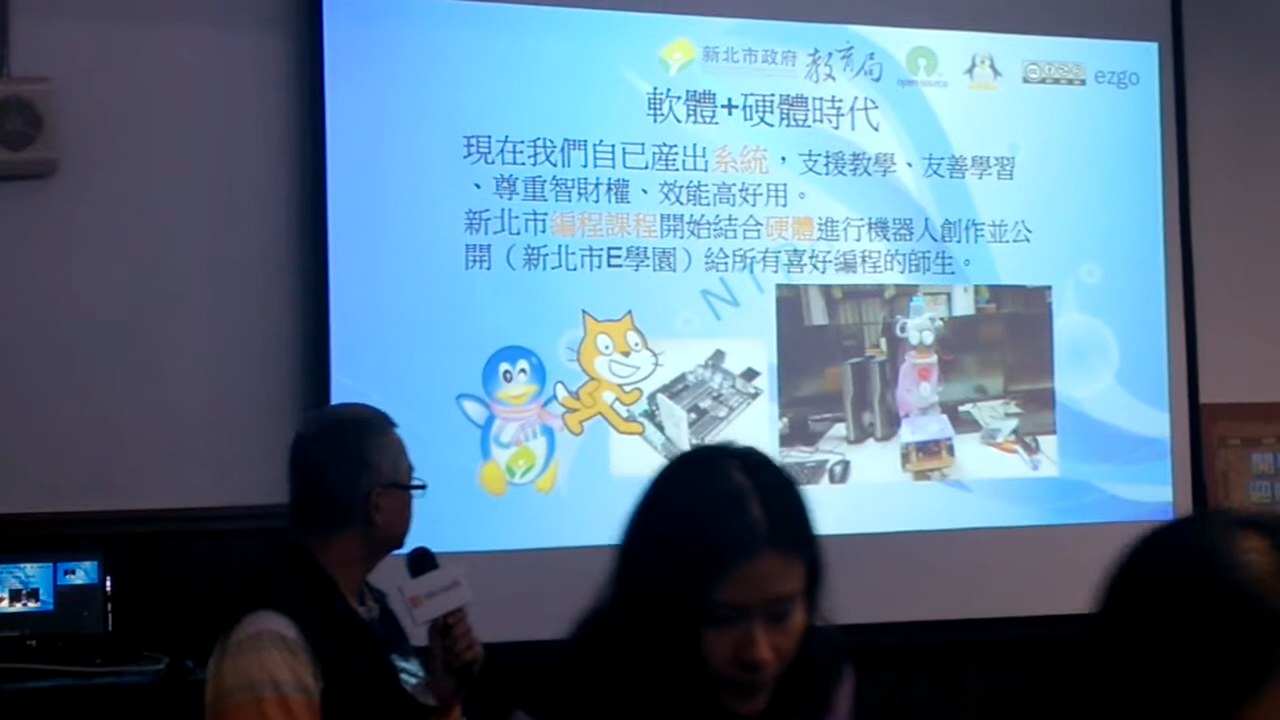 新北市政府 教育局 open source ezgo
軟體+硬體時代
現在我們自己産出系統，支援教學、友善學習
、尊重智財權、效能高好用。
新北市編程課程開始結合硬體進行機器人創作並公
開（新北市E學園）給所有喜好編程的師生。